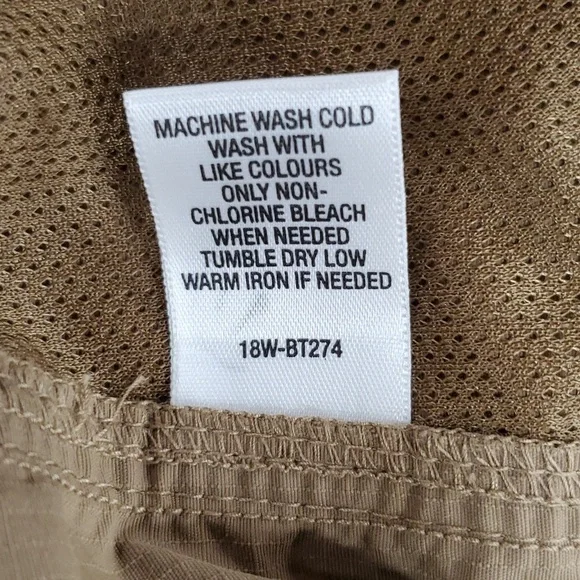 MACHINE WASH COLD
WASH WITH
LIKE COLOURS
ONLY NON-
CHLORINE BLEACH
WHEN NEEDED
TUMBLE DRY LOW
WARM IRON IF NEEDED
18W-BT274